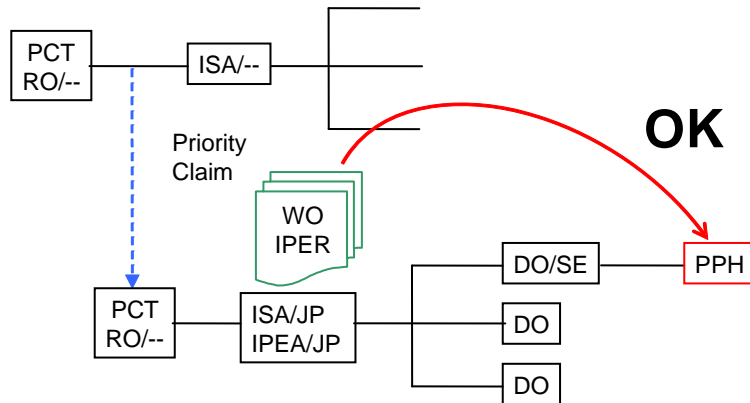 PCT
RO/--
ISA/--
OK
Priority
Claim
WO
IPER
DO/SE
PPH
PCT
RO/--
ISA/JP
IPEA/JP
DO
DO